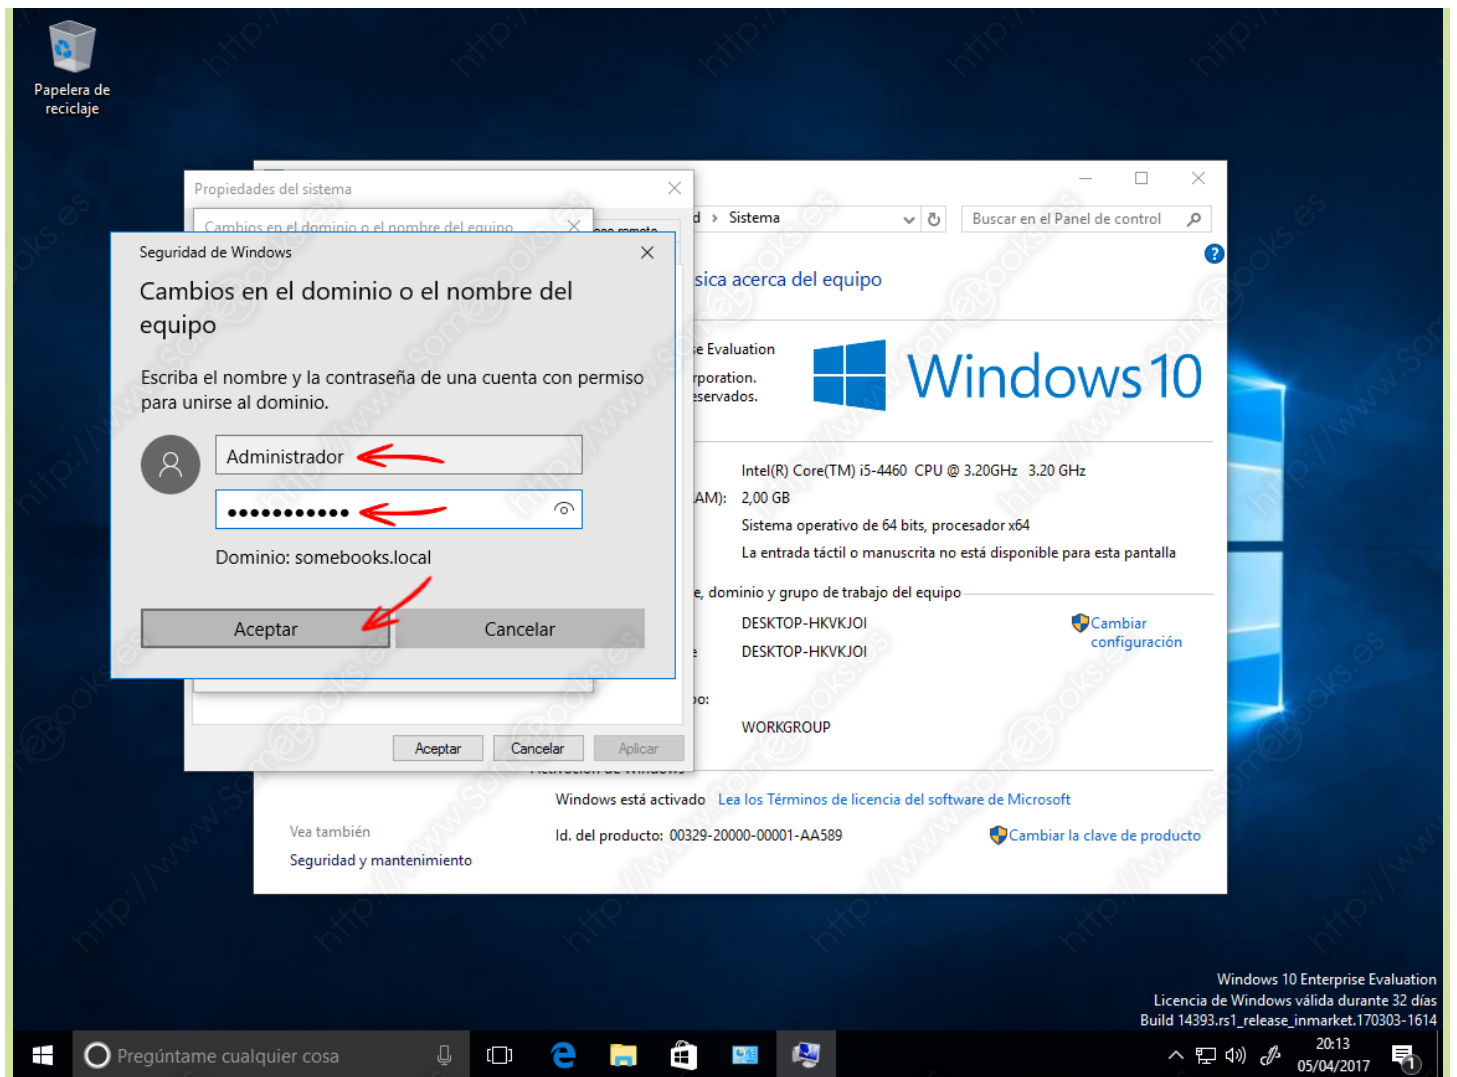 Papelera de
reciclaje
Propiedades del sistema
Cambios en el dominio o el nombre del equipo
Seguridad de Windows
Cambios en el dominio o el nombre del
equipo
Escriba el nombre y la contraseña de una cuenta con permiso
para unirse al dominio.
Administrador
●●●●●●●●●●●
Dominio: somebooks.local
Aceptar
Cancelar
Aceptar
Cancelar
Aplicar
Sistema
Buscar en el Panel de control
sica acerca del equipo
se Evaluation
rporation.
eservados.
Windows 10
Intel(R) Core(TM) i5-4460 CPU @ 3.20GHz 3.20 GHz
AM): 2,00 GB
Sistema operativo de 64 bits, procesador x64
La entrada táctil o manuscrita no está disponible para esta pantalla
e, dominio y grupo de trabajo del equipo
DESKTOP-HKVKJOI
Cambiar
configuración
DESKTOP-HKVKJOI
po:
WORKGROUP
Windows está activado Lea los Términos de licencia del software de Microsoft
Id. del producto: 00329-20000-00001-AA589
Cambiar la clave de producto
Vea también
Seguridad y mantenimiento
Windows 10 Enterprise Evaluation
Licencia de Windows válida durante 32 días
Build 14393.rs1_release_inmarket.170303-1614
Pregúntame cualquier cosa
20:13
05/04/2017
1
http://www.SomeBooks.es